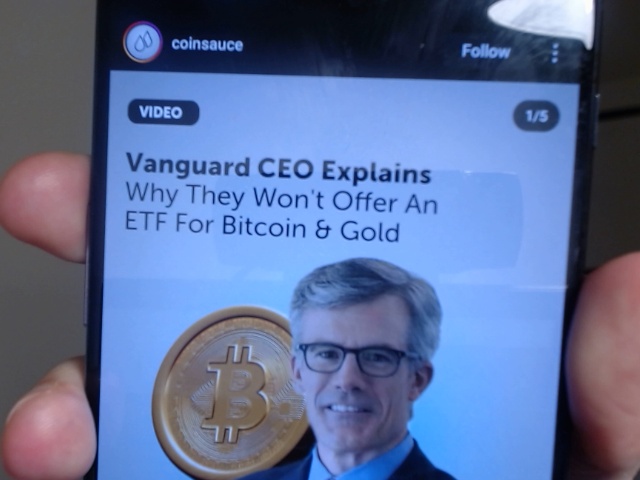 coinsauce
Follow
VIDEO
1/5
Vanguard CEO Explains
Why They Won't Offer An
ETF For Bitcoin & Gold